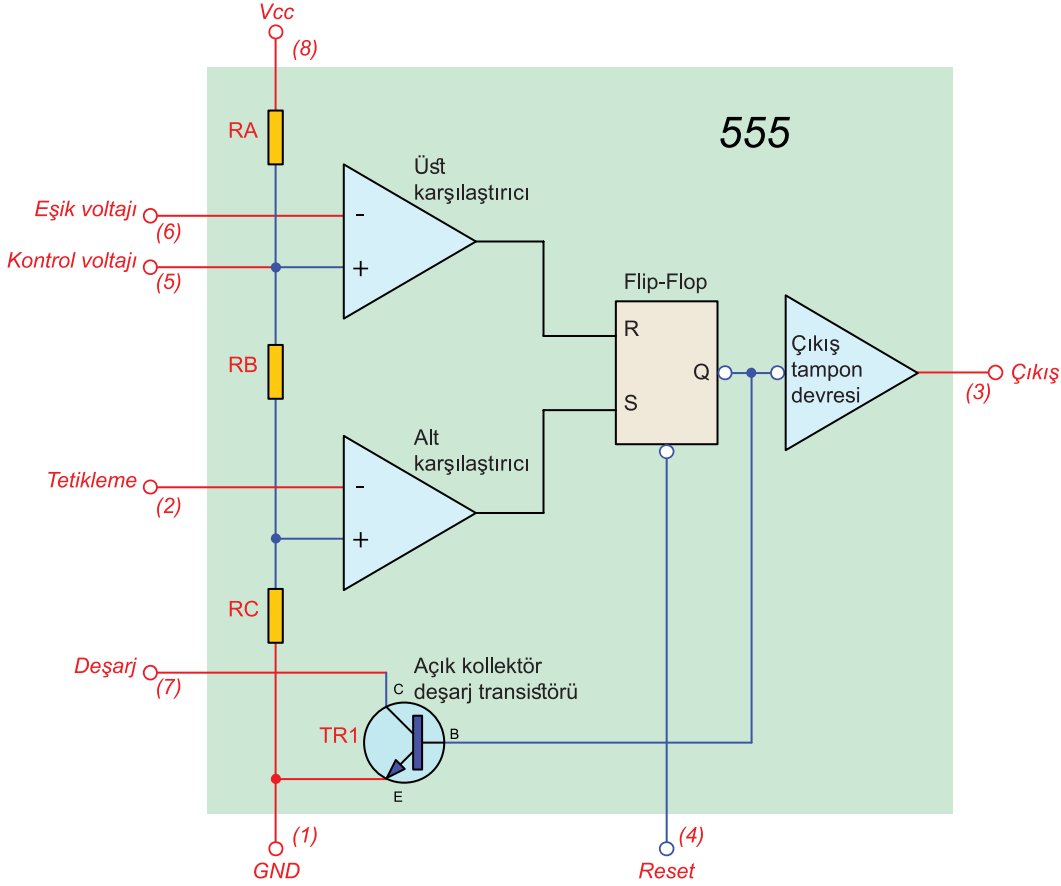 Vcc
(8)
555
RA
Üst
karşılaştırıcı
Eşik voltajı
(6)
-
Kontrol voltajı
(5)
+
Flip-Flop
R
RB
Q
S
Çıkış
tampon
devresi
Çıkış
(3)
Alt
karşılaştırıcı
Tetikleme
(2)
-
+
RC
Deşarj
(7)
Açık kollektör
deşarj transistörü
C
TR1
B
E
(1)
GND
(4)
Reset